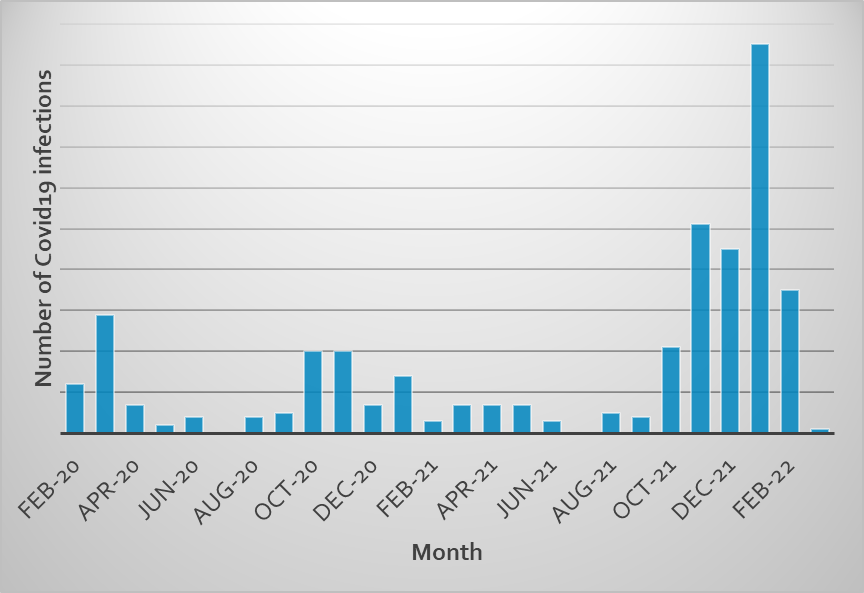 Number of Covid19 infections
FEB-20
APR-20
JUN-20
AUG-20
OCT-20
DEC-20
FEB-21
APR-21
JUN-21
AUG-21
OCT-21
DEC-21
FEB-22
Month